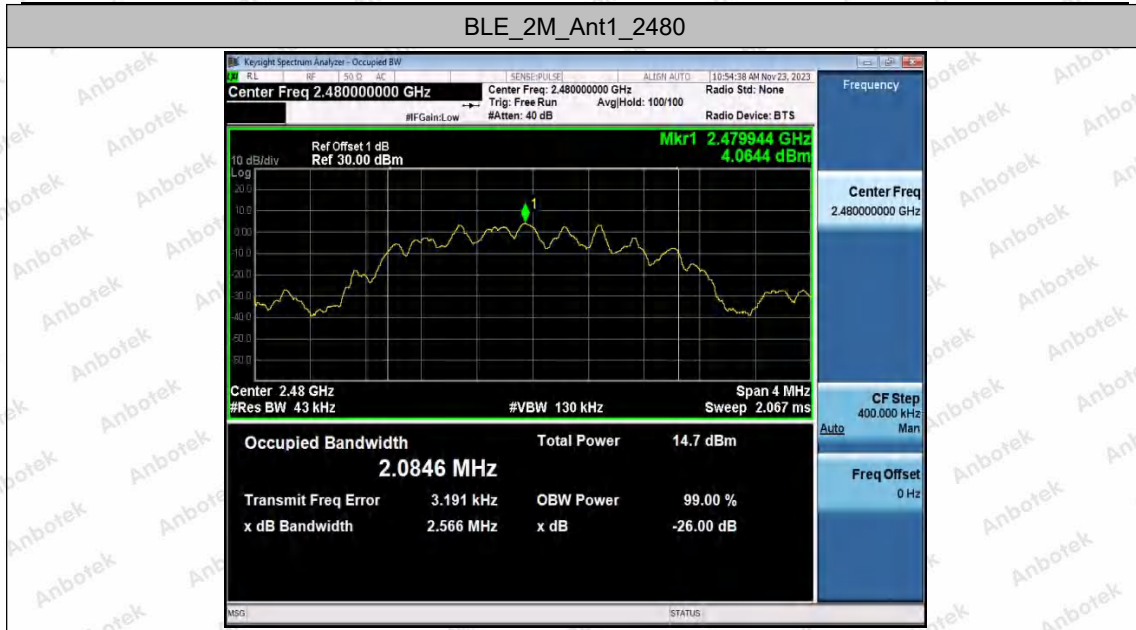 BLE_2M_Ant1_2480
Keysight Spectrum Analyzer - Occupied BW
RL RF 50 Ω AC SENSE:PULSE ALIGN AUTO 10:54:38 AM Nov 23, 2023
Center Freq 2.480000000 GHz Center Freq: 2.480000000 GHz Radio Std: None
Trig: Free Run Avg|Hold: 100/100
#IFGain:Low #Atten: 40 dB Radio Device: BTS
Frequency
Ref Offset 1 dB Mkr1 2.479944 GHz
10 dB/div Ref 30.00 dBm 4.0644 dBm
Log
20.0
10.0
0.00
-10.0
-20.0
-30.0
-40.0
-50.0
-60.0
1
Center 2.48 GHz Span 4 MHz
#Res BW 43 kHz #VBW 130 kHz Sweep 2.067 ms
Center Freq
2.480000000 GHz
CF Step
400.000 kHz
Auto Man
Freq Offset
0 Hz
Occupied Bandwidth Total Power 14.7 dBm
2.0846 MHz
Transmit Freq Error 3.191 kHz OBW Power 99.00 %
x dB Bandwidth 2.566 MHz x dB -26.00 dB
MSG STATUS
Anbotek